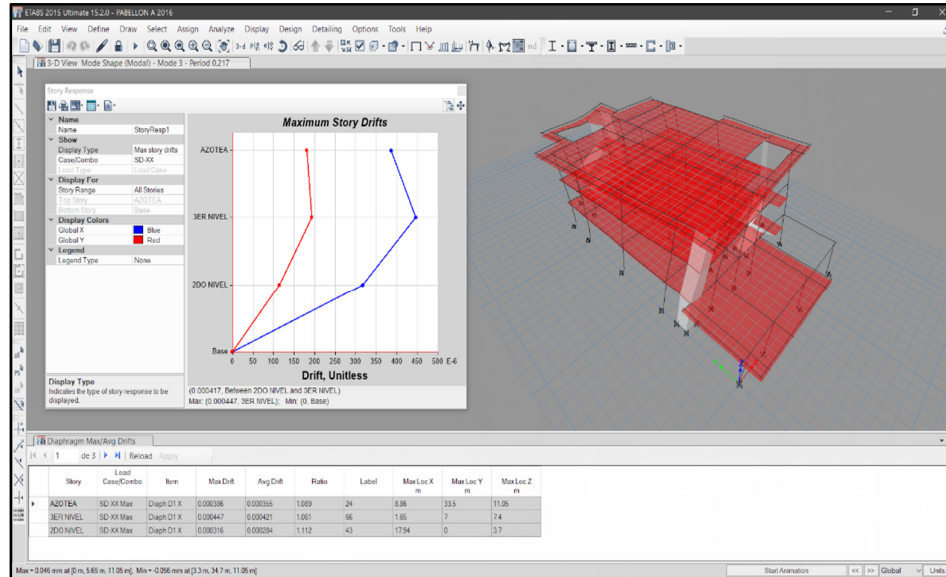 ETABS 2015 Ultimate 15.2.0 - PABELLON A 2016
File Edit View Define Draw Select Assign Analyze Display Design Detailing Options Tools Help
3-D View Mode Shape (Modal) - Mode 3 - Period 0.217
Story Response
Name
Name StoryResp1
Show
Display Type Max story drifts
Case/Combo SD-XX
Load Type Load Case
Display For
Story Range All Stories
Top Story AZOTEA
Bottom Story Base
Display Colors
Global X Blue
Global Y Red
Legend
Legend Type None
Display Type
Indicates the type of story response to be
displayed.
Maximum Story Drifts
AZOTEA
3ER NIVEL
2DO NIVEL
Base
0 50 100 150 200 250 300 350 400 450 500 E-6
Drift, Unitless
(0.000417, Between 2DO NIVEL and 3ER NIVEL)
Max: (0.000447, 3ER NIVEL); Min: (0, Base)
Diaphragm Max/Avg Drifts
1 de 3 Reload Apply
Story Load Case/Combo Item Max Drift Avg Drift Ratio Label Max Loc X m Max Loc Y m Max Loc Z m
AZOTEA SD-XX Max Diaph D1 X 0.000386 0.000355 1.089 24 8.86 33.5 11.05
3ER NIVEL SD-XX Max Diaph D1 X 0.000447 0.000421 1.061 66 1.65 7 7.4
2DO NIVEL SD-XX Max Diaph D1 X 0.000316 0.000284 1.112 43 17.94 0 3.7
Max = 0.046 mm at [0 m, 5.65 m, 11.05 m]; Min = -0.056 mm at [3.3 m, 34.7 m, 11.05 m]
Start Animation << >> Global Units